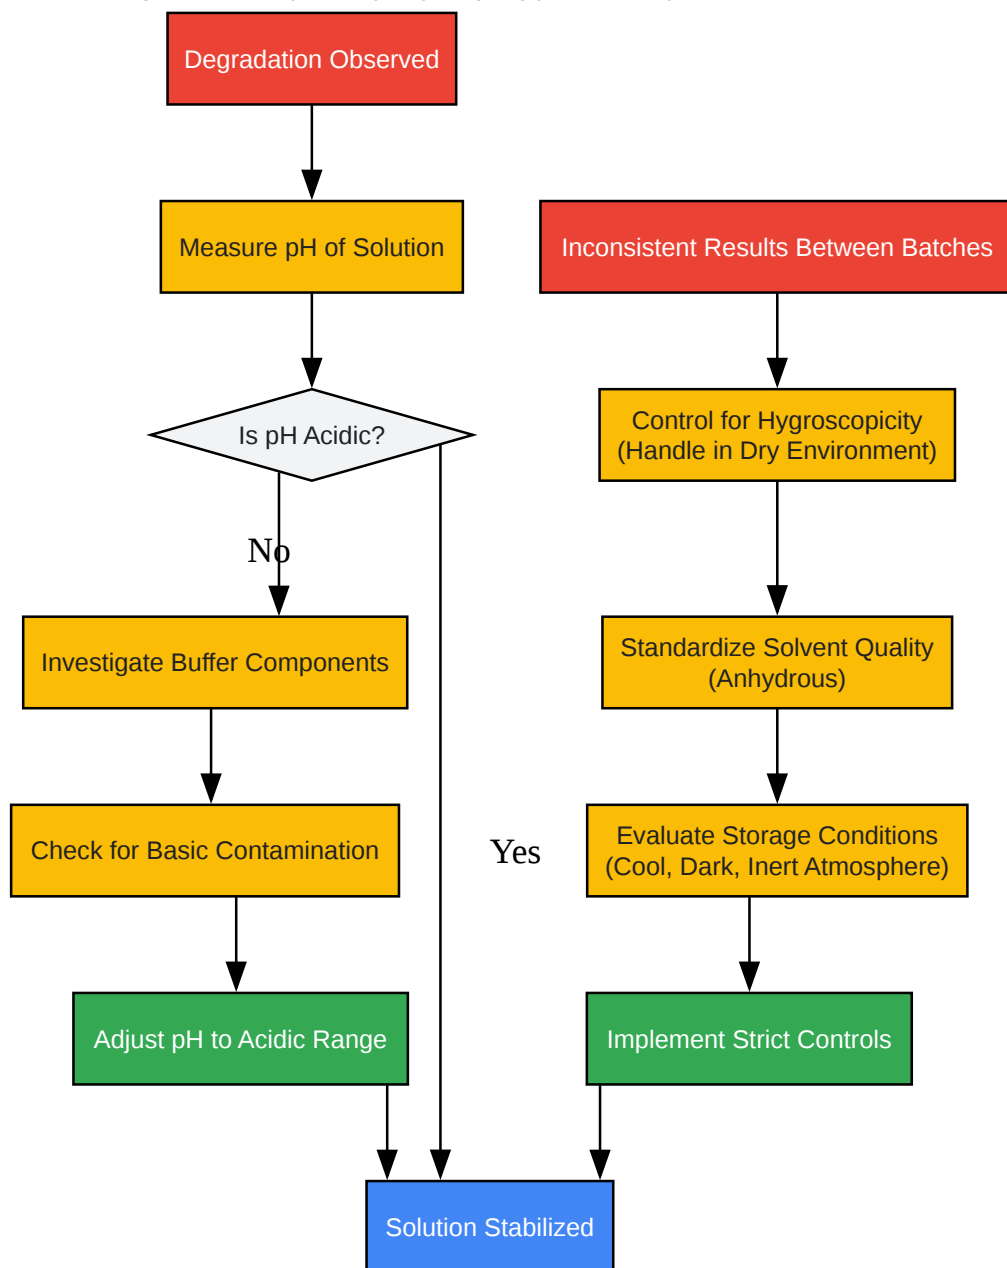 Degradation Observed
Measure pH of Solution
Inconsistent Results Between Batches
Is pH Acidic?
Control for Hygroscopicity
(Handle in Dry Environment)
No
Investigate Buffer Components
Standardize Solvent Quality
(Anhydrous)
Check for Basic Contamination
Yes
Evaluate Storage Conditions
(Cool, Dark, Inert Atmosphere)
Adjust pH to Acidic Range
Implement Strict Controls
Solution Stabilized